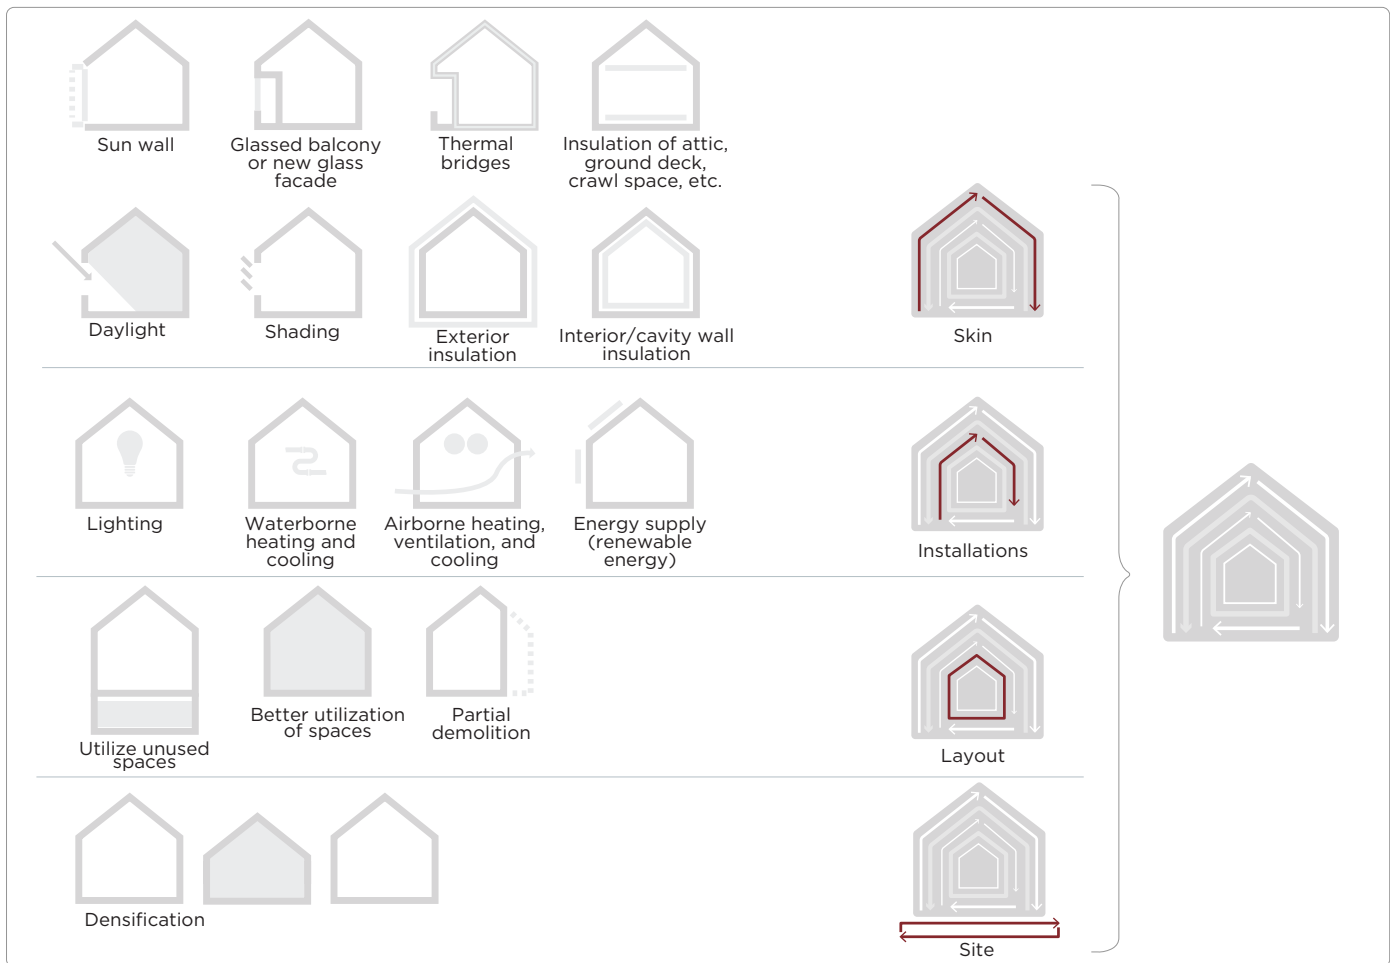 Sun wall
Glassed balcony
or new glass
facade
Thermal
bridges
Insulation of attic,
ground deck,
crawl space, etc.
Daylight
Shading
Exterior
insulation
Interior/cavity wall
insulation
Skin
Lighting
Waterborne
heating and
cooling
Airborne heating,
ventilation, and
cooling
Energy supply
(renewable
energy)
Installations
Utilize unused
spaces
Better utilization
of spaces
Partial
demolition
Layout
Densification
Site